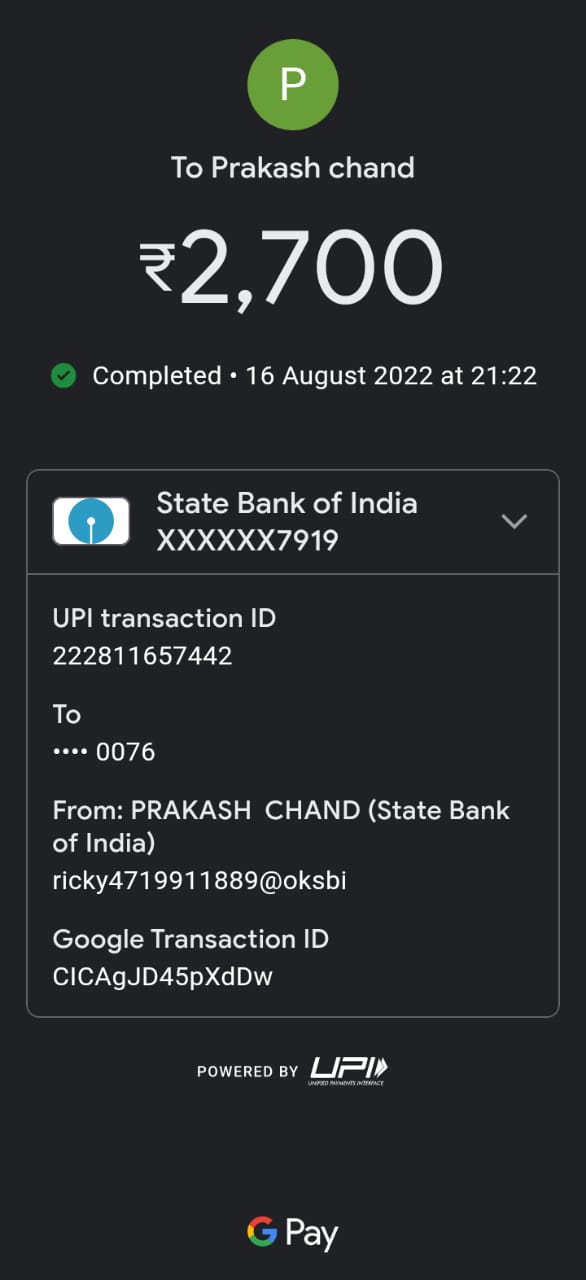 P
To Prakash chand
₹2,700
Completed • 16 August 2022 at 21:22
State Bank of India
XXXXXX7919
UPI transaction ID
222811657442
To
•••• 0076
From: PRAKASH  CHAND (State Bank
of India)
ricky4719911889@oksbi
Google Transaction ID
CICAgJD45pXdDw
POWERED BY UPI
UNIFIED PAYMENTS INTERFACE
G Pay